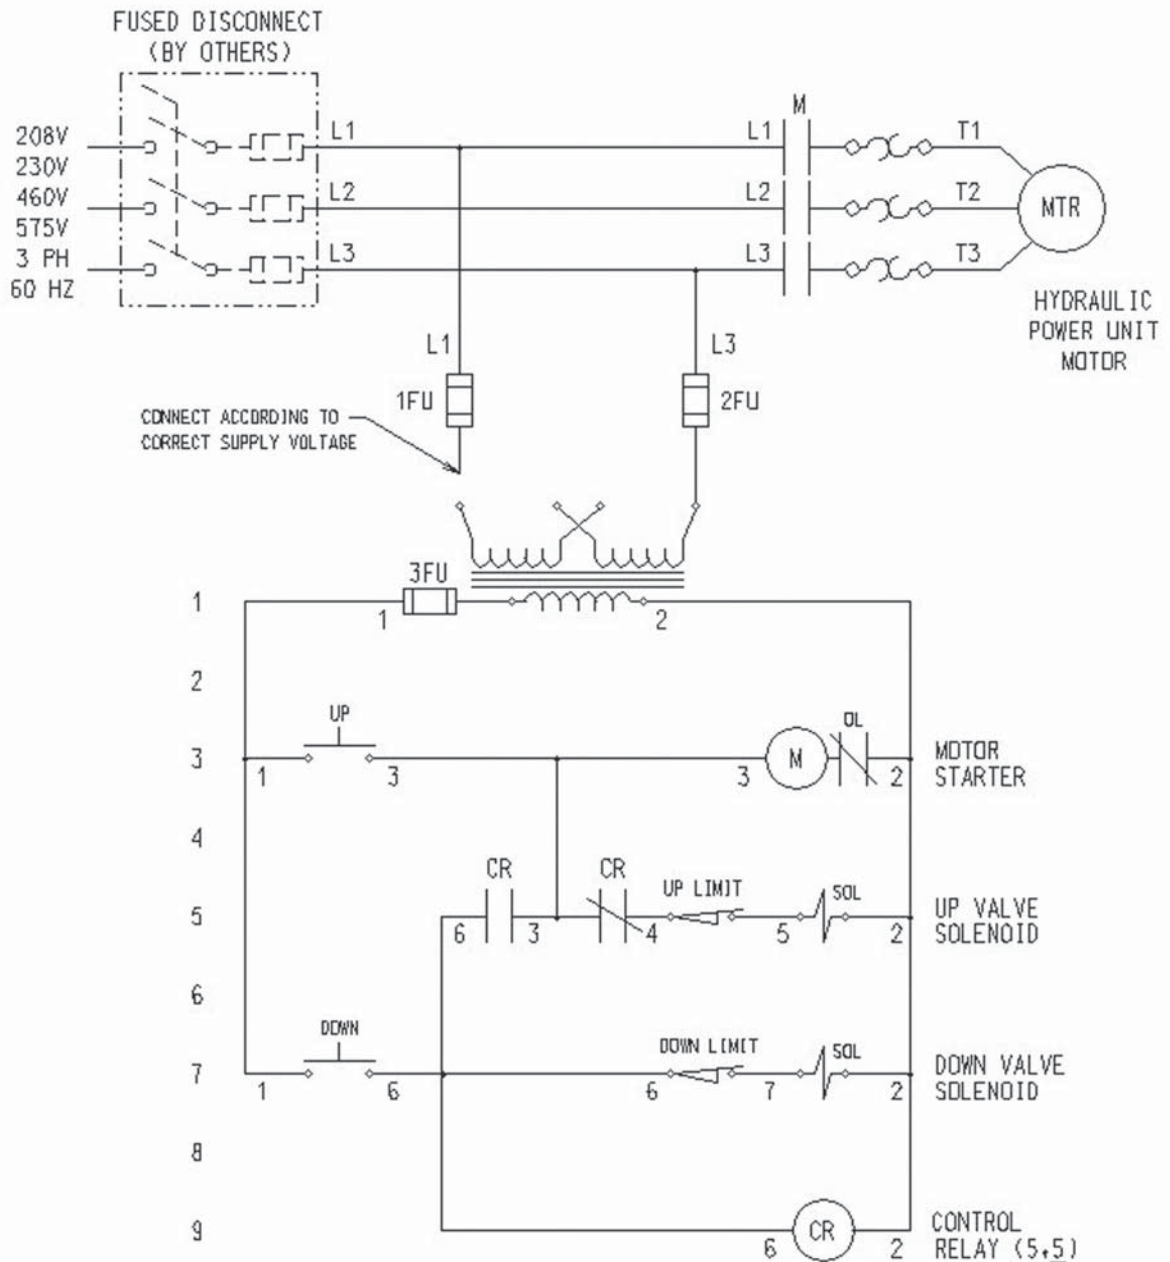 FUSED DISCONNECT
(BY OTHERS)
208V
230V
460V
575V
3 PH
60 HZ
L1
L2
L3
M
L1
L2
L3
T1
T2
T3
MTR
HYDRAULIC
POWER UNIT
MOTOR
L1
L3
1FU
2FU
CONNECT ACCORDING TO
CORRECT SUPPLY VOLTAGE
3FU
1
1
2
2
UP
OL
3
1
3
3
M
2
MOTOR
STARTER
4
CR
CR
UP LIMIT
SOL
5
6
3
4
5
2
UP VALVE
SOLENOID
6
DOWN
DOWN LIMIT
SOL
7
1
6
6
7
2
DOWN VALVE
SOLENOID
8
9
6
CR
2
CONTROL
RELAY (5,5)